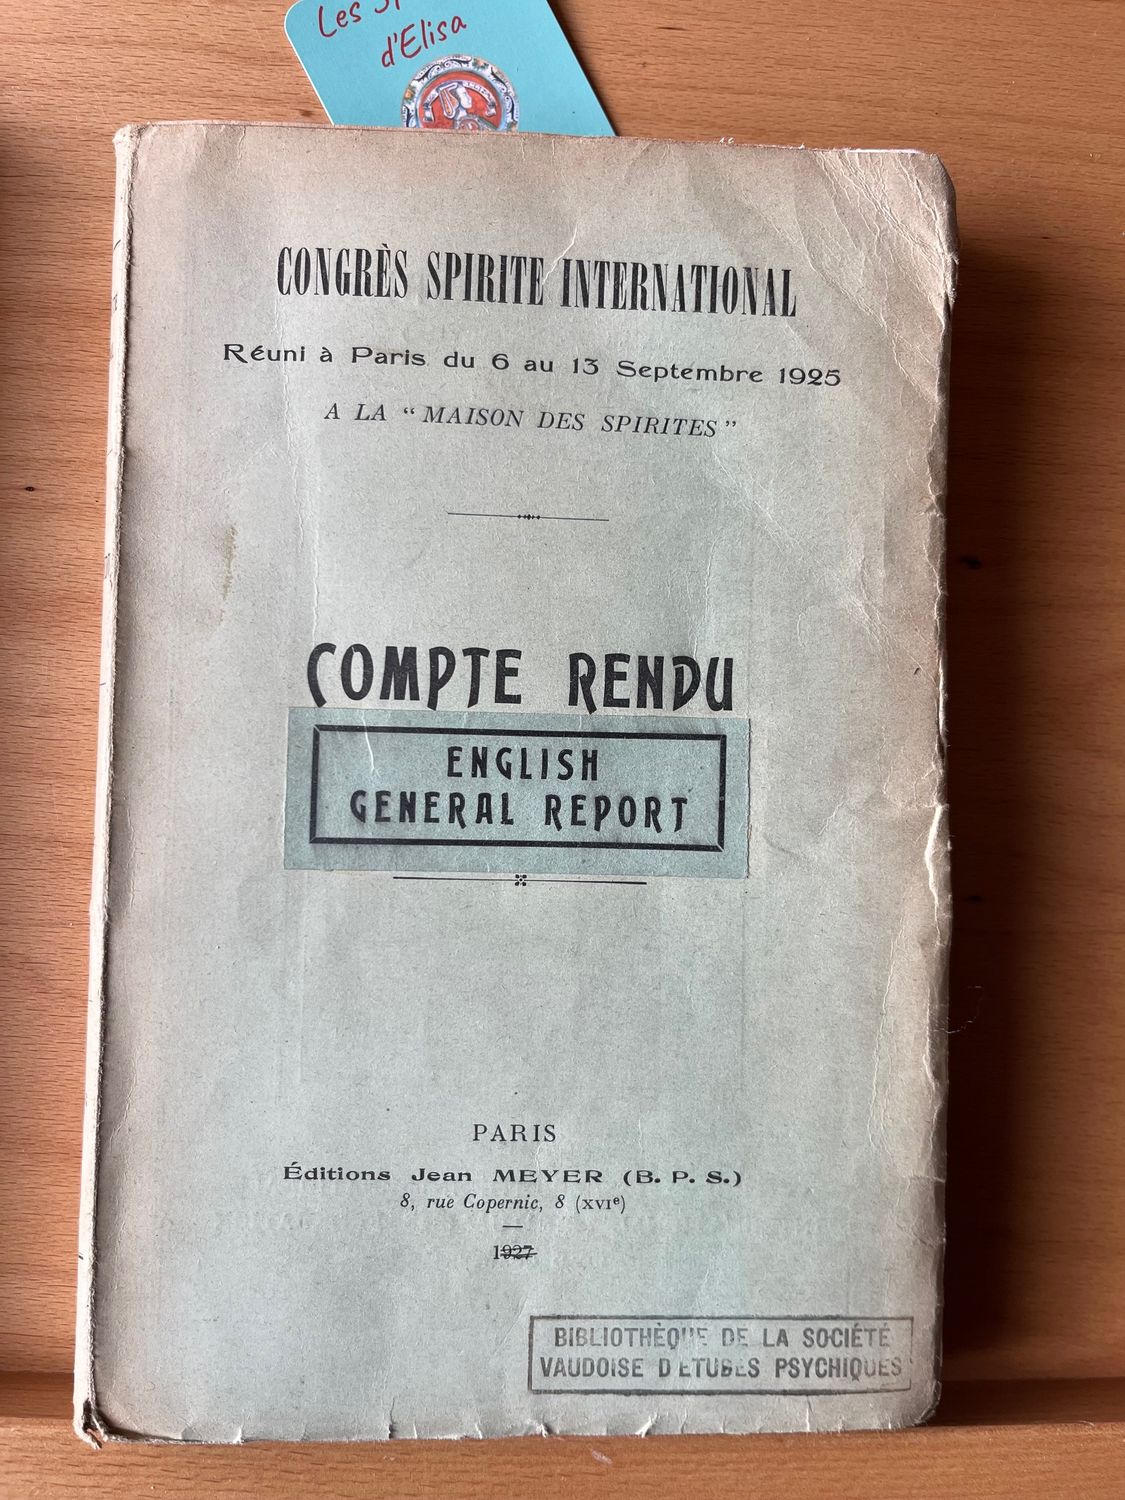 Les
d'Elisa
CONGRÈS SPIRITE INTERNATIONAL
Réuni à Paris du 6 au 13 Septembre 1925
A LA “ MAISON DES SPIRITES ”
COMPTE RENDU
ENGLISH
GENERAL REPORT
PARIS
Éditions Jean MEYER (B. P. S.)
8, rue Copernic, 8 (XVIe)
1927
BIBLIOTHÈQUE DE LA SOCIÉTÉ
VAUDOISE D'ETUDES PSYCHIQUES